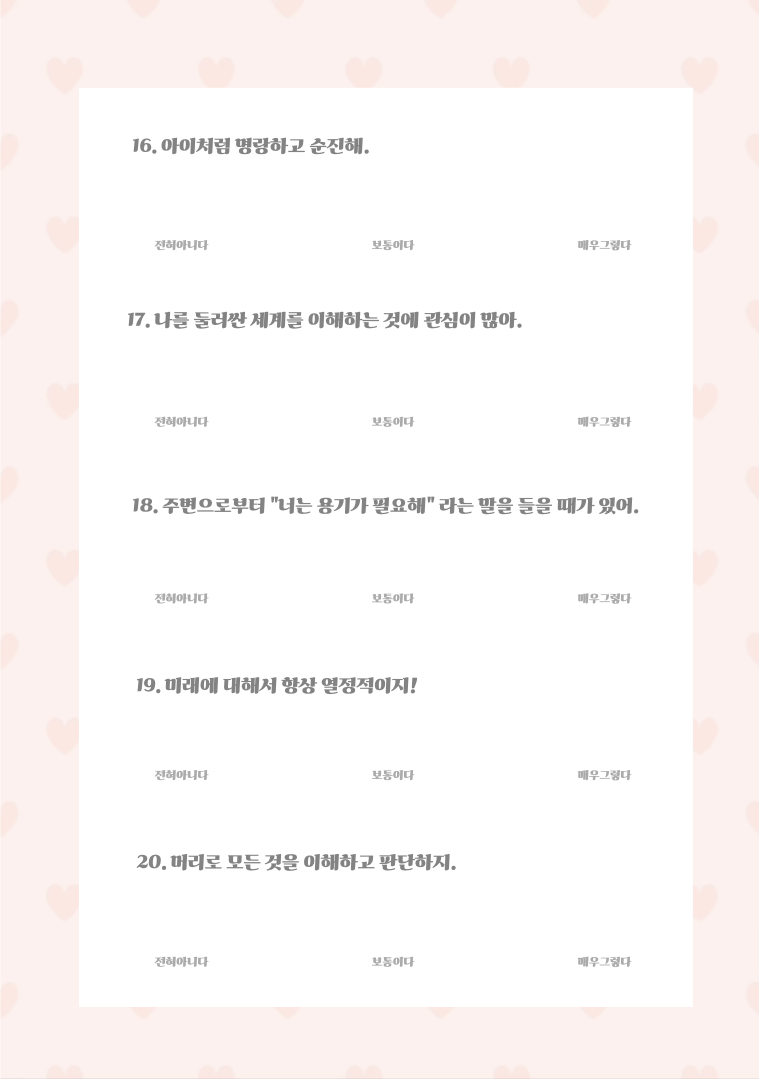 16. 아이처럼 명랑하고 순진해.
전혀아니다 보통이다 매우그렇다
17. 나를 둘러싼 세계를 이해하는 것에 관심이 많아.
전혀아니다 보통이다 매우그렇다
18. 주변으로부터 "너는 용기가 필요해" 라는 말을 들을 때가 있어.
전혀아니다 보통이다 매우그렇다
19. 미래에 대해서 항상 열정적이지!
전혀아니다 보통이다 매우그렇다
20. 머리로 모든 것을 이해하고 판단하지.
전혀아니다 보통이다 매우그렇다